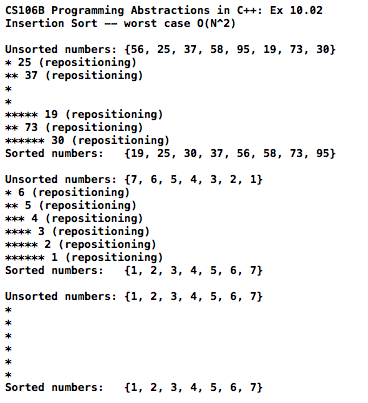 CS106B Programming Abstractions in C++: Ex 10.02
Insertion Sort -- worst case O(N^2)
Unsorted numbers: {56, 25, 37, 58, 95, 19, 73, 30}
* 25 (repositioning)
** 37 (repositioning)
*
*
***** 19 (repositioning)
** 73 (repositioning)
****** 30 (repositioning)
Sorted numbers:   {19, 25, 30, 37, 56, 58, 73, 95}
Unsorted numbers: {7, 6, 5, 4, 3, 2, 1}
* 6 (repositioning)
** 5 (repositioning)
*** 4 (repositioning)
**** 3 (repositioning)
***** 2 (repositioning)
****** 1 (repositioning)
Sorted numbers:   {1, 2, 3, 4, 5, 6, 7}
Unsorted numbers: {1, 2, 3, 4, 5, 6, 7}
*
*
*
*
*
*
Sorted numbers:   {1, 2, 3, 4, 5, 6, 7}